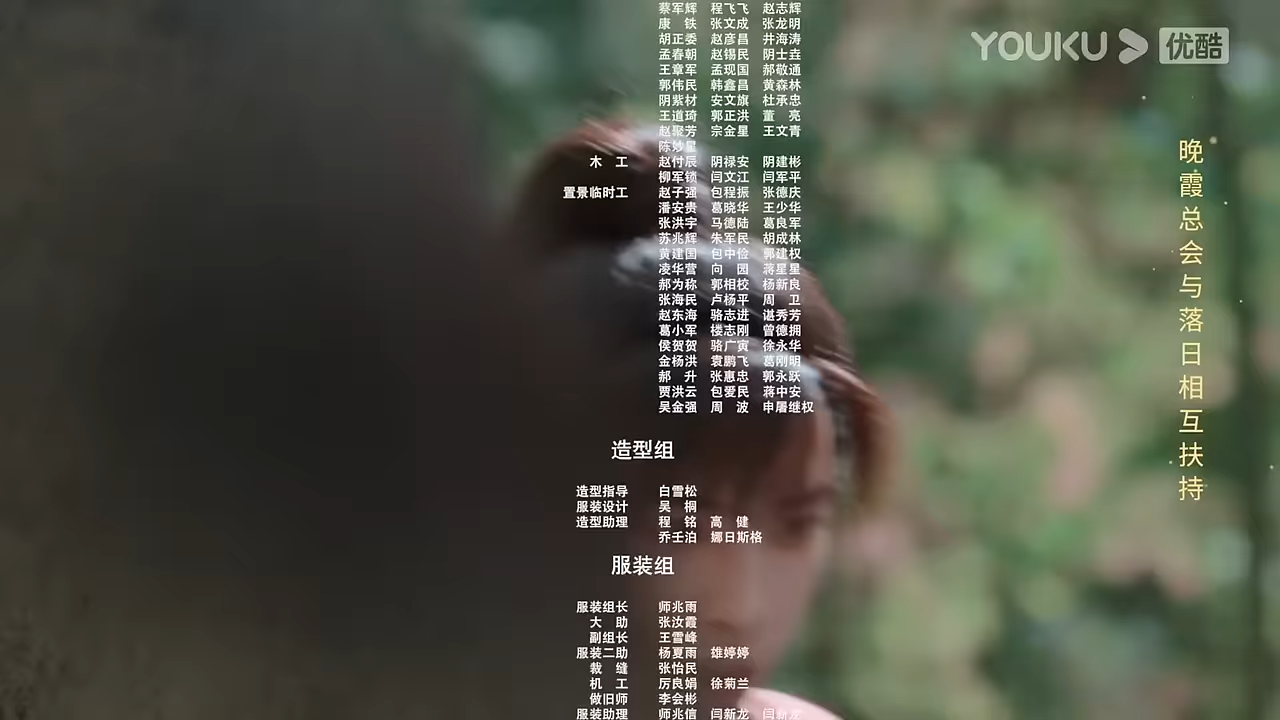 蔡军辉 程飞飞 赵志辉
康 铁 张文成 张龙明
胡正委 赵彦昌 井海涛
孟春朝 赵锡民 阴士垚
王章军 孟现国 郝敬通
郭伟民 韩鑫昌 黄森林
阴紫材 安文旗 杜承忠
王道琦 郭正洪 董 亮
赵聚芳 宗金星 王文青
陈妙星
木 工 赵付辰 阴禄安 阴建彬
柳军锁 闫文江 闫军平
置景临时工 赵子强 包程振 张德庆
潘安贵 葛晓华 王少华
张洪宇 马德陆 葛良军
苏兆辉 朱军民 胡成林
黄建国 包中俭 郭建权
凌华营 向 因 蒋星星
郝为称 郭相校 杨新良
张海民 卢杨平 周 卫
赵东海 骆志进 谌秀芳
葛小军 楼志刚 曾德拥
侯贺贺 骆广寅 徐永华
金杨洪 袁鹏飞 葛刚明
郝 升 张惠忠 郭永跃
贾洪云 包爱民 蒋中安
吴金强 周 波 申屠继权
造型组
造型指导 白雪松
服装设计 吴 桐
造型助理 程 铭 高 健
乔壬泊 娜日斯格
服装组
服装组长 师兆雨
大 助 张汝霞
副组长 王雪峰
服装二助 杨夏雨 雄婷婷
裁 缝 张怡民
机 工 厉良娟 徐菊兰
做旧师 李会彬
服装助理 师兆信 闫新龙 闫新龙
YOUKU 优酷
晚霞总会与落日相互扶持